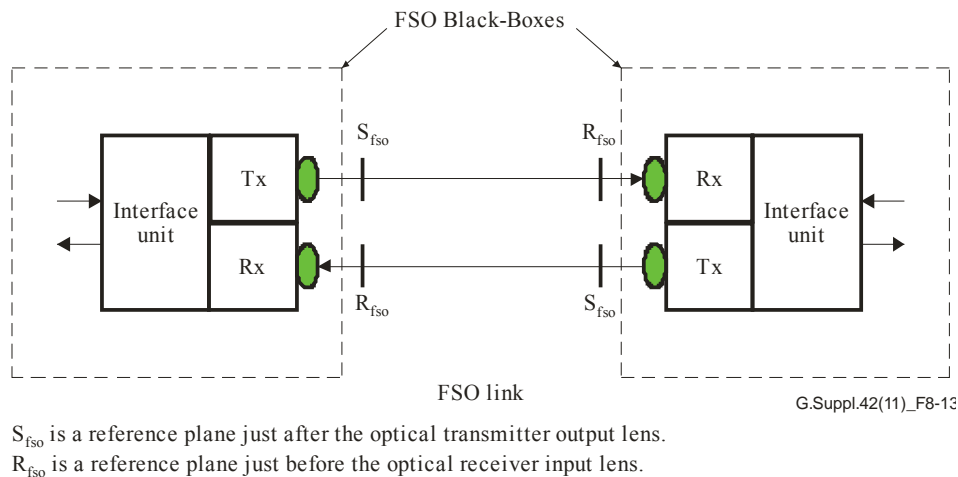 FSO Black-Boxes
S_fso
R_fso
Tx
Rx
Interface
unit
Interface
unit
Rx
Tx
R_fso
S_fso
FSO link
G.Suppl.42(11)_F8-13
S_fso is a reference plane just after the optical transmitter output lens.
R_fso is a reference plane just before the optical receiver input lens.